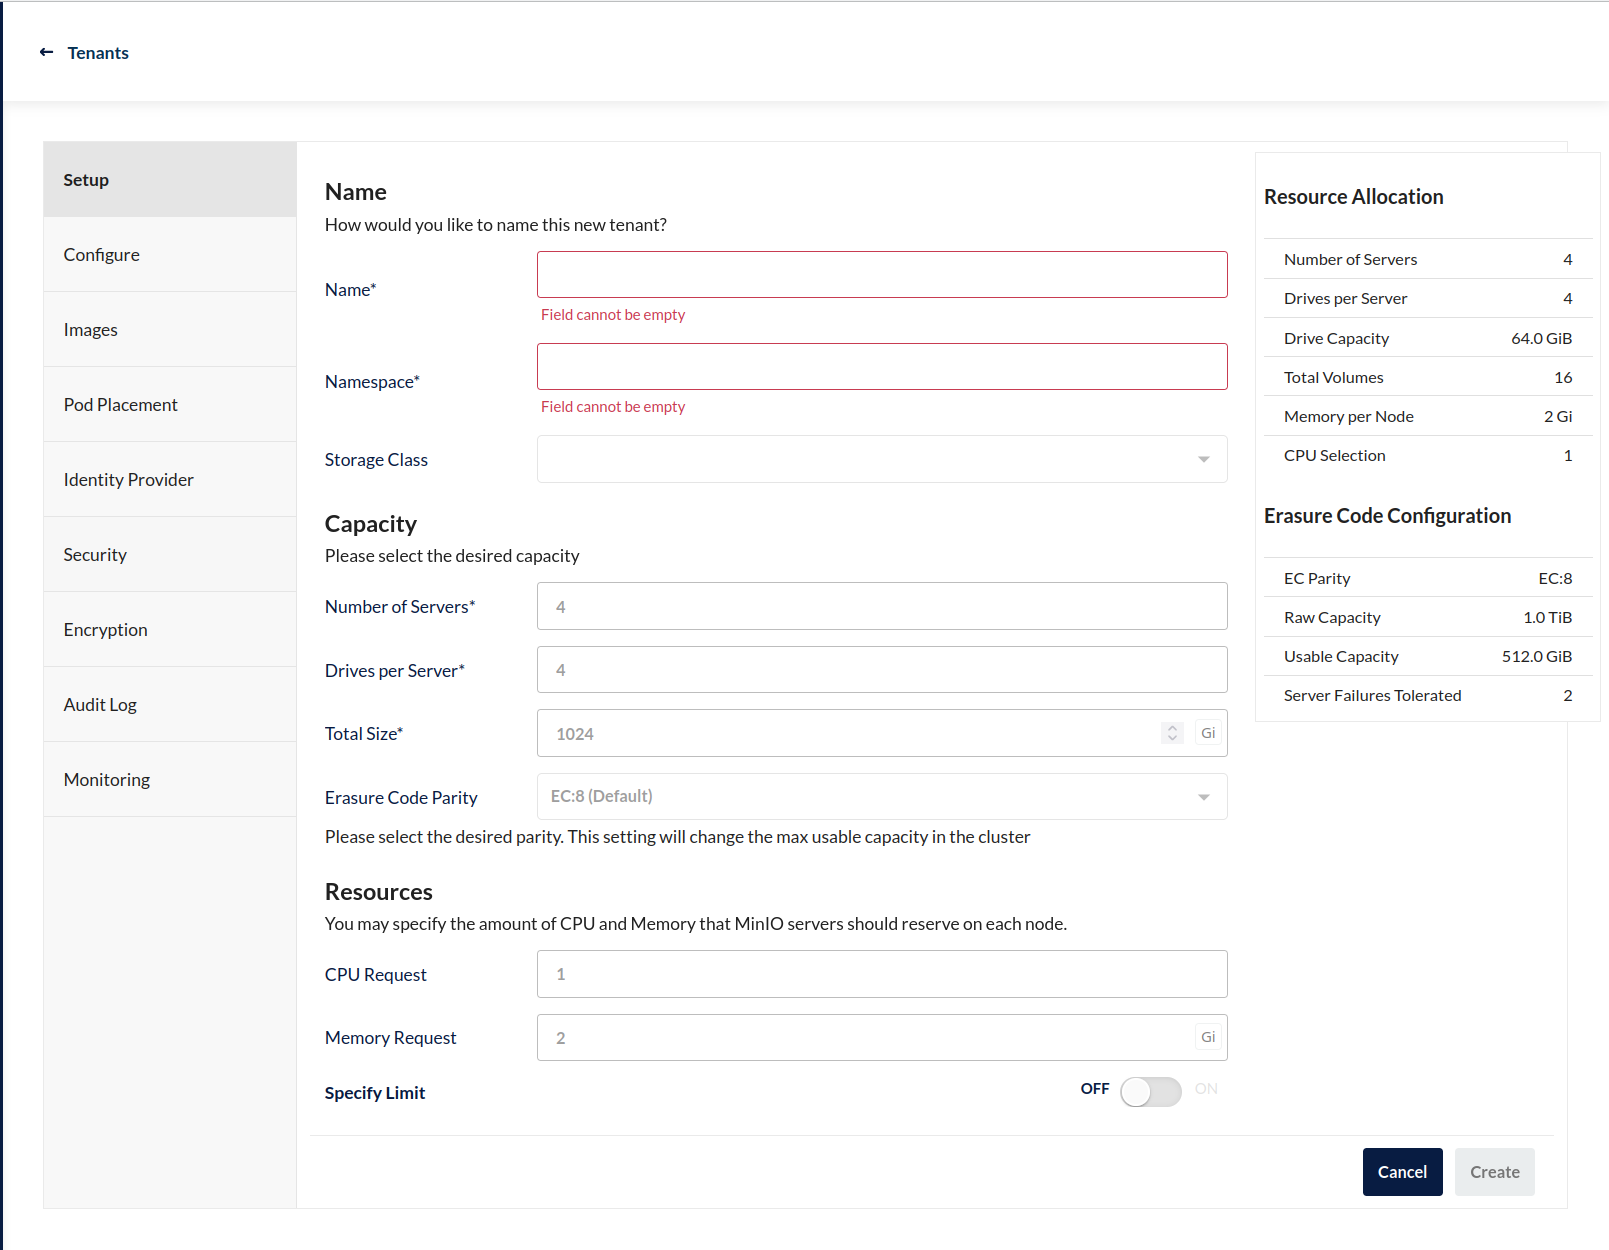 Tenants
Setup
Configure
Images
Pod Placement
Identity Provider
Security
Encryption
Audit Log
Monitoring
Name
How would you like to name this new tenant?
Name*
Field cannot be empty
Namespace*
Field cannot be empty
Storage Class
Capacity
Please select the desired capacity
Number of Servers* 4
Drives per Server* 4
Total Size* 1024 Gi
Erasure Code Parity EC:8 (Default)
Please select the desired parity. This setting will change the max usable capacity in the cluster
Resources
You may specify the amount of CPU and Memory that MinIO servers should reserve on each node.
CPU Request 1
Memory Request 2 Gi
Specify Limit OFF ON
Resource Allocation
Number of Servers 4
Drives per Server 4
Drive Capacity 64.0 GiB
Total Volumes 16
Memory per Node 2 Gi
CPU Selection 1
Erasure Code Configuration
EC Parity EC:8
Raw Capacity 1.0 TiB
Usable Capacity 512.0 GiB
Server Failures Tolerated 2
Cancel Create